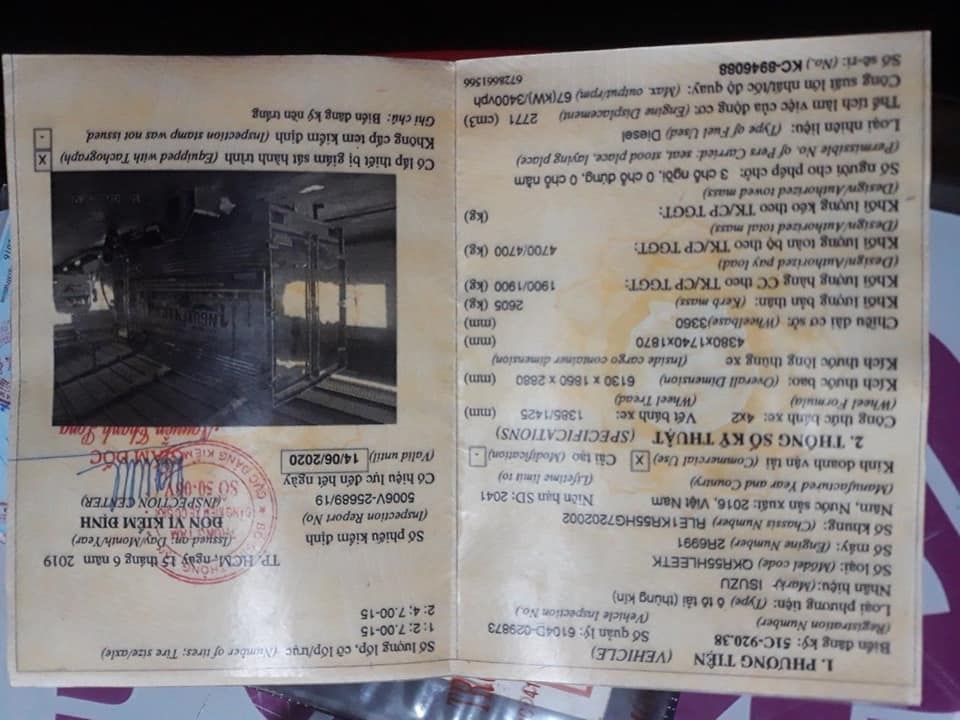 1. PHƯƠNG TIỆN (VEHICLE)
Biển đăng ký: 51C-920.38 Số quản lý: 6104D-029873
(Registration Number) (Vehicle Inspection No.)
Loại phương tiện: (Type) ô tô tải (thùng kín)
Nhãn hiệu: (Mark) ISUZU
Số loại: (Model code) QKR55HLEETK
Số máy: (Engine Number) 2R6991
Số khung: (Chassis Number) RLE1KR55HG7202002
Năm, Nước sản xuất: 2016, Việt Nam Niên hạn SD: 2041
(Manufactured Year and Country) (Lifetime limit to)
Kinh doanh vận tải (Commercial Use) X Cải tạo (Modification) -
2. THÔNG SỐ KỸ THUẬT (SPECIFICATIONS)
Công thức bánh xe: 4x2 Vết bánh xe: 1385/1425 (mm)
(Wheel Formula) (Wheel Tread)
Kích thước bao: (Overall Dimension) 6130 x 1860 x 2880 (mm)
Kích thước lòng thùng xe (Inside cargo container dimension)
4380x1740x1870 (mm)
Chiều dài cơ sở: (Wheelbase) 3360 (mm)
Khối lượng bản thân: (Kerb mass) 2605 (kg)
Khối lượng hàng CC theo TK/CP TGGT: 1900/1900 (kg)
(Design/Authorized pay load)
Khối lượng toàn bộ theo TK/CP TGGT: 4700/4700 (kg)
(Design/Authorized total mass)
Khối lượng kéo theo TK/CP TGGT: (kg)
(Design/Authorized towed mass)
Số người cho phép chở: 3 chỗ ngồi, 0 chỗ đứng, 0 chỗ nằm
(Permissible No. of Pers Carried: seat, stood place, laying place)
Loại nhiên liệu: (Type of Fuel Used) Diesel
Thể tích làm việc của động cơ: (Engine Displacement) 2771 (cm3)
Công suất lớn nhất/tốc độ quay: (Max. output/rpm) 67(kW)/3400vph
Số sê-ri: (No.) KC-8946088 6728661566
Số lượng lốp, cỡ lốp/trục (Number of tires; Tire size/axle)
1: 2; 7.00-15
2: 4; 7.00-15
TP. HCM, ngày 15 tháng 6 năm 2019
(Issued on: Day/Month/Year)
Số phiếu kiểm định ĐƠN VỊ KIỂM ĐỊNH
(Inspection Report No) (INSPECTION CENTER)
5006V-25689/19
Có hiệu lực đến hết ngày
(Valid until) 14/06/2020
GIÁM ĐỐC
SỐ 50-06V
CỤC ĐĂNG KIỂM
TRUNG TÂM
Có lắp thiết bị giám sát hành trình (Equipped with Tachograph) X
Không cấp tem kiểm định (Inspection stamp was not issued) -
Ghi chú: Biển đăng ký nền trắng